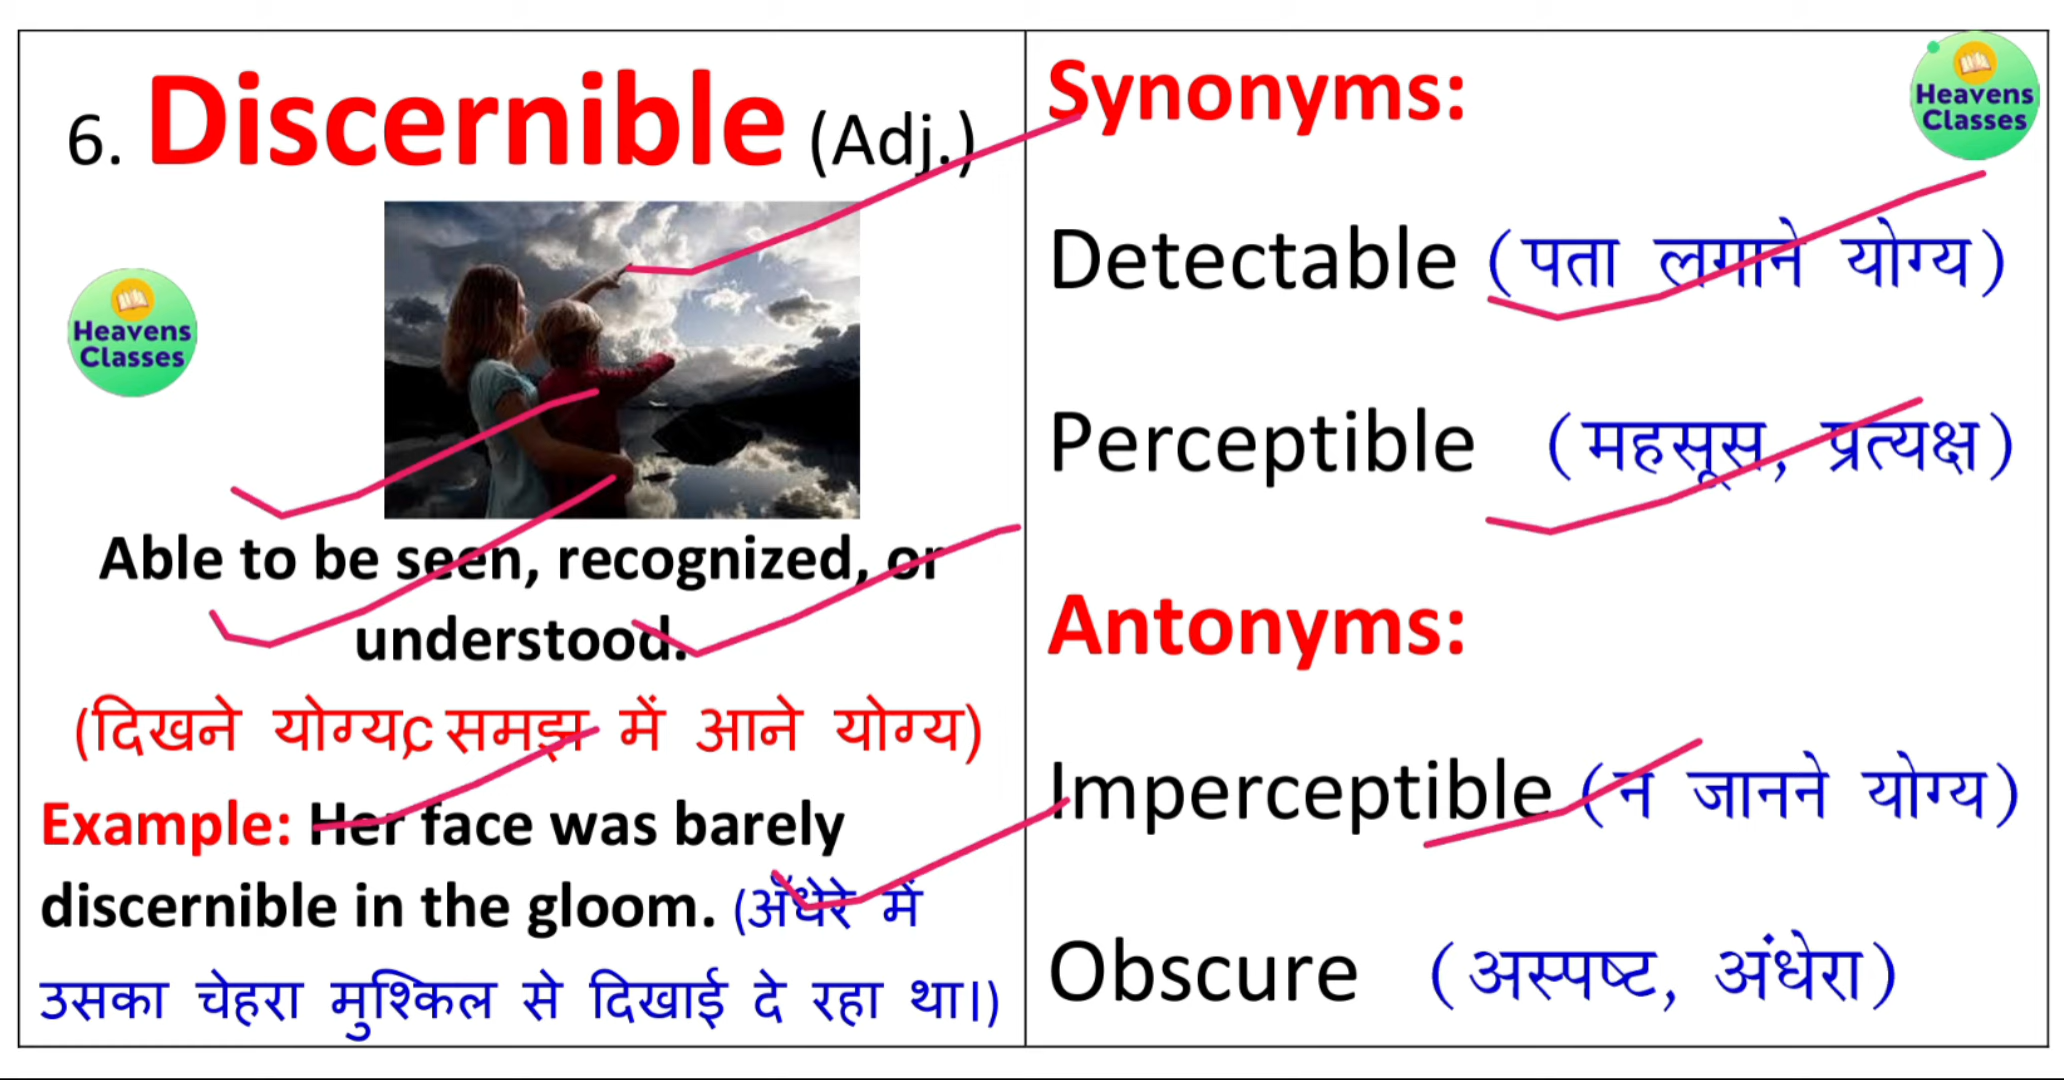 6. Discernible (Adj.)
Heavens
Classes
Able to be seen, recognized, or
understood.
(दिखने योग्यç समझ में आने योग्य)
Example: Her face was barely
discernible in the gloom. (अँधेरे में
उसका चेहरा मुश्किल से दिखाई दे रहा था।)
Synonyms:
Heavens
Classes
Detectable (पता लगाने योग्य)
Perceptible (महसूस, प्रत्यक्ष)
Antonyms:
Imperceptible (न जानने योग्य)
Obscure (अस्पष्ट, अंधेरा)